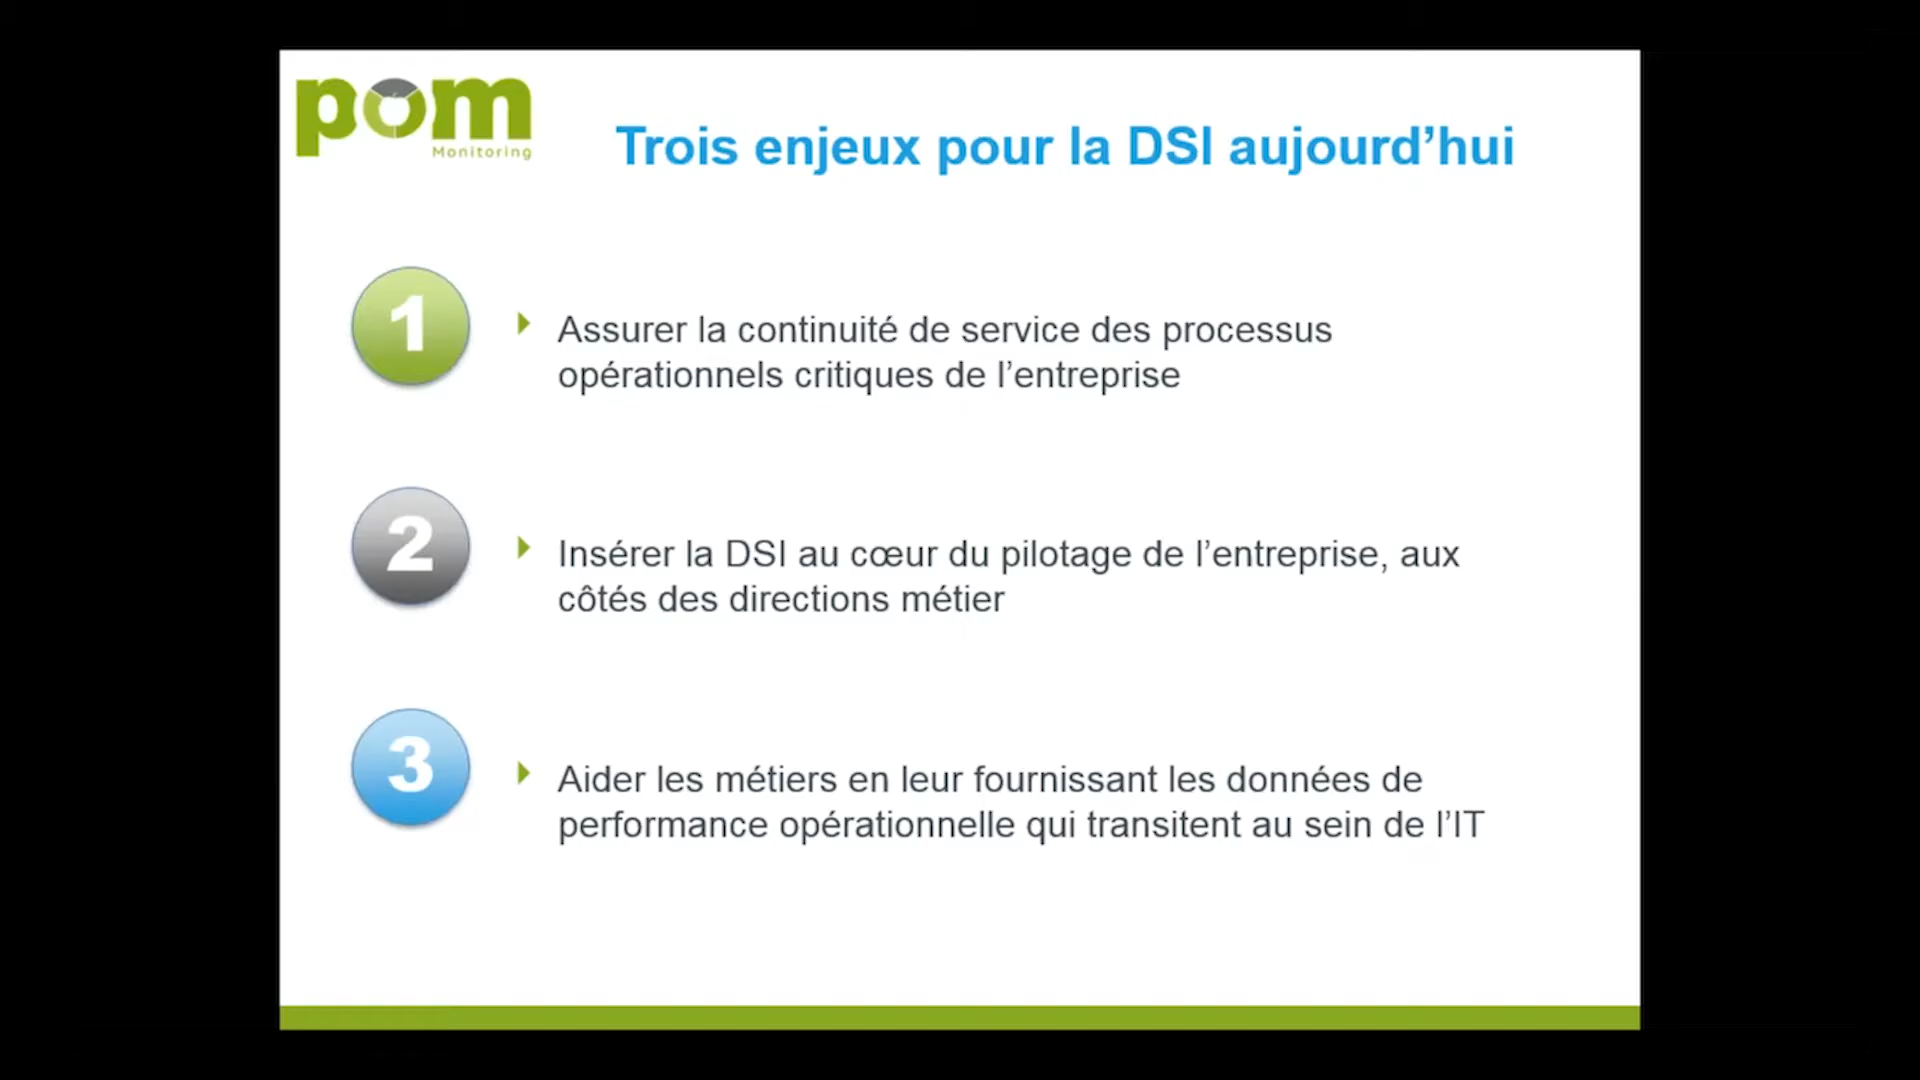 pom
Monitoring
Trois enjeux pour la DSI aujourd’hui
1
Assurer la continuité de service des processus
opérationnels critiques de l’entreprise
2
Insérer la DSI au cœur du pilotage de l’entreprise, aux
côtés des directions métier
3
Aider les métiers en leur fournissant les données de
performance opérationnelle qui transitent au sein de l’IT